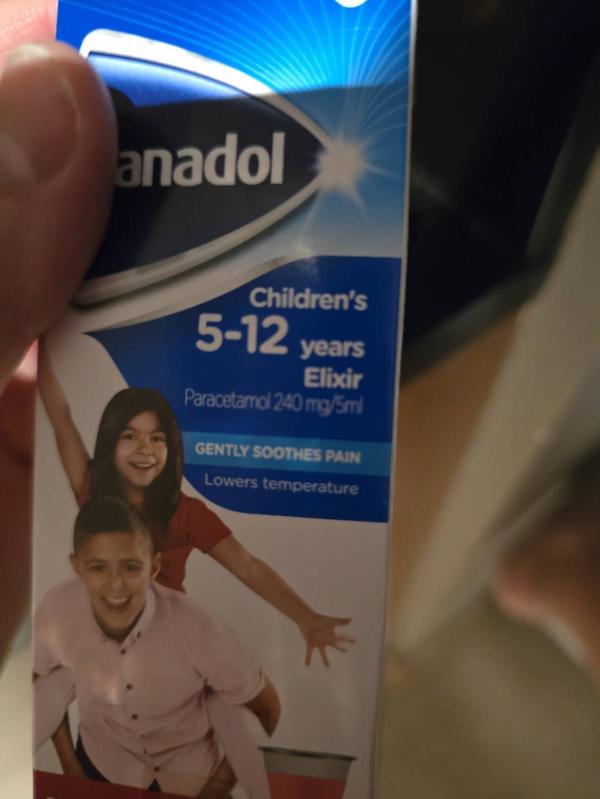 anadol
Children's
5-12 years
Elixir
Paracetamol 240 mg/5ml
GENTLY SOOTHES PAIN
Lowers temperature